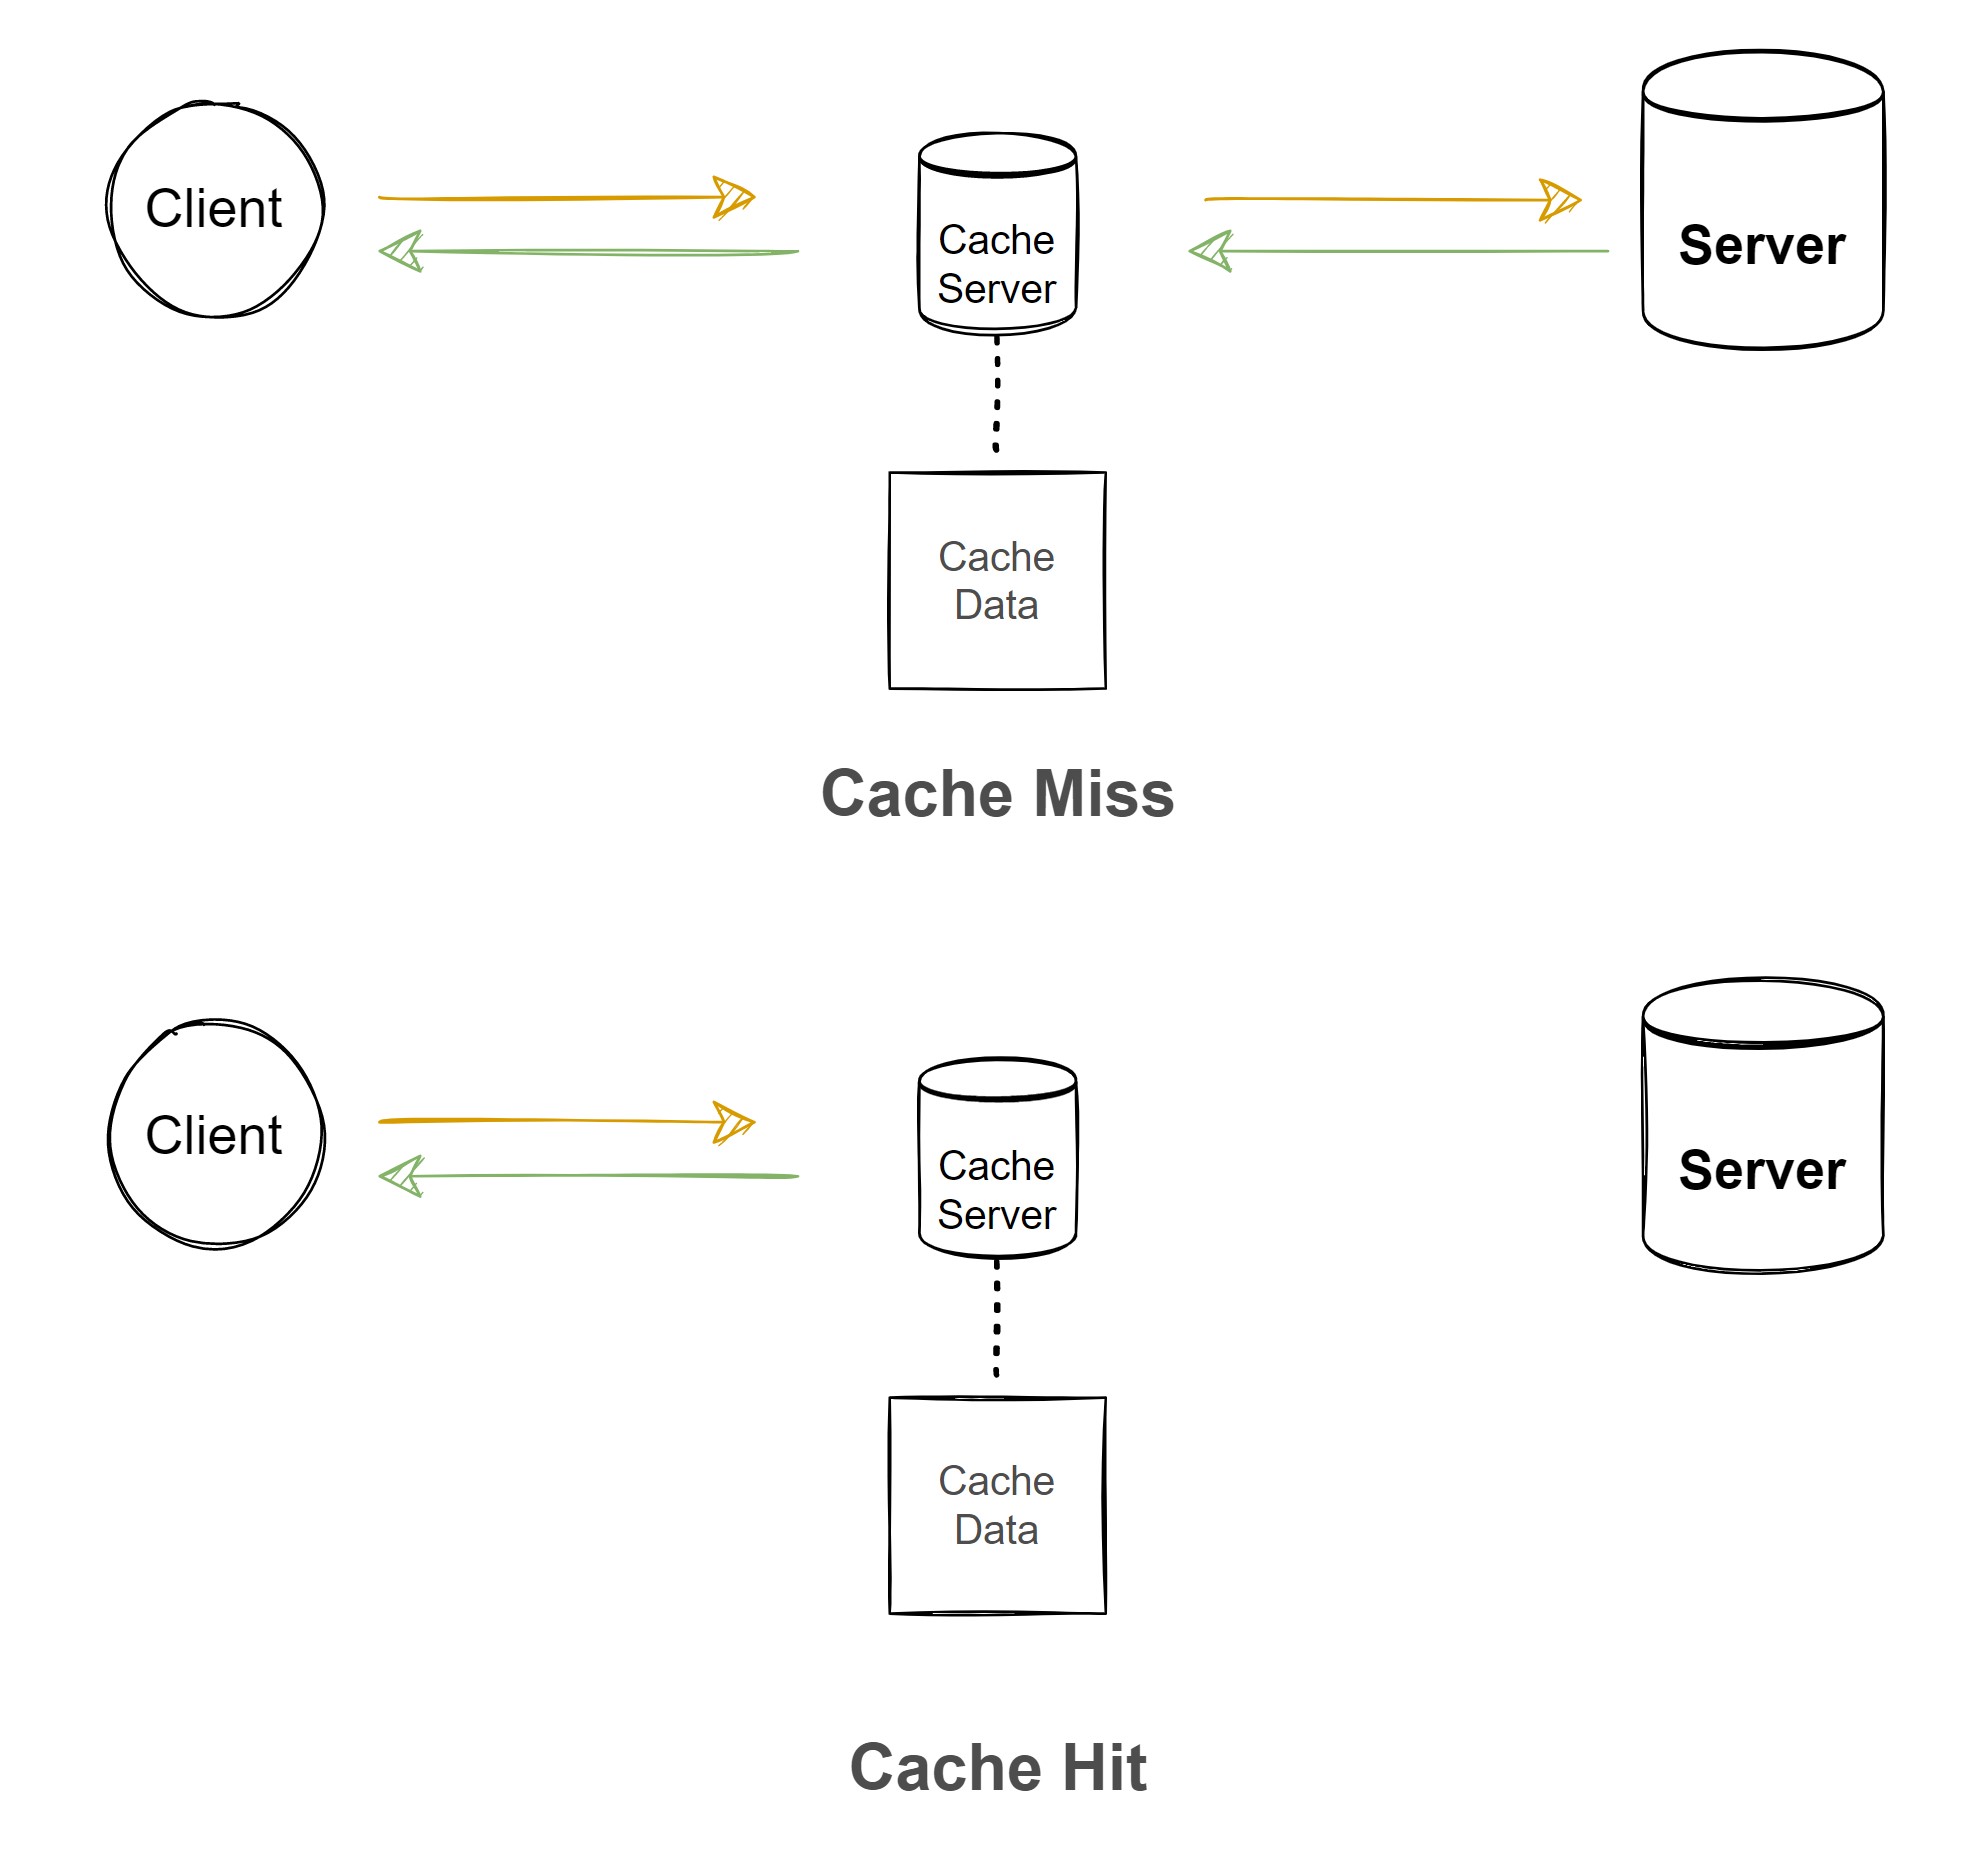 Client
Cache
Server
Server
Cache
Data
Cache Miss
Client
Cache
Server
Server
Cache
Data
Cache Hit